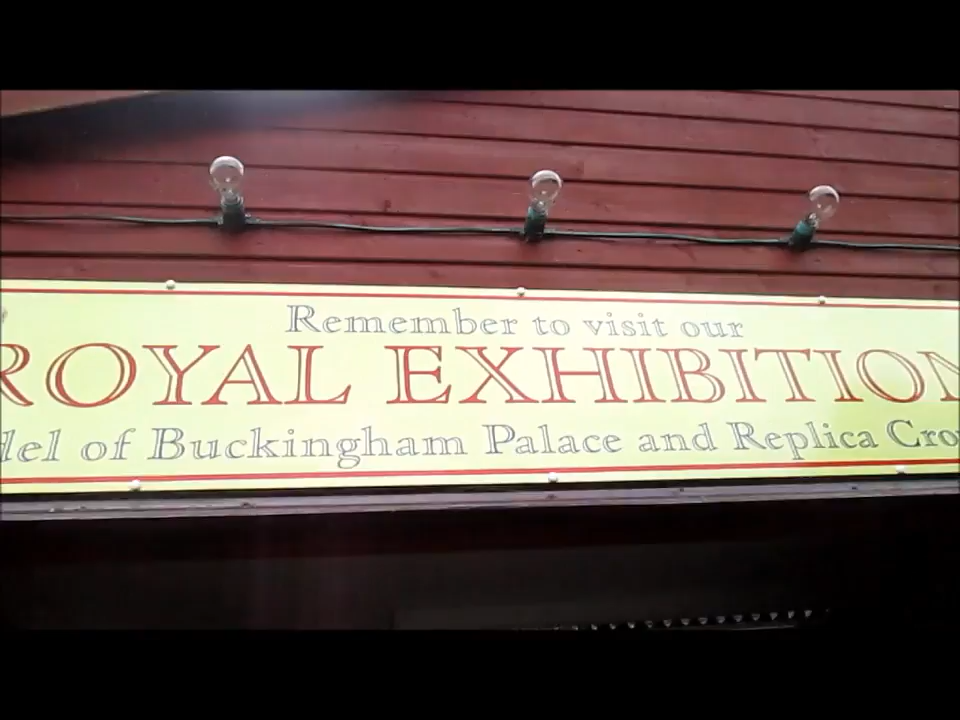 Remember to visit our
ROYAL EXHIBITION
of Buckingham Palace and Replica